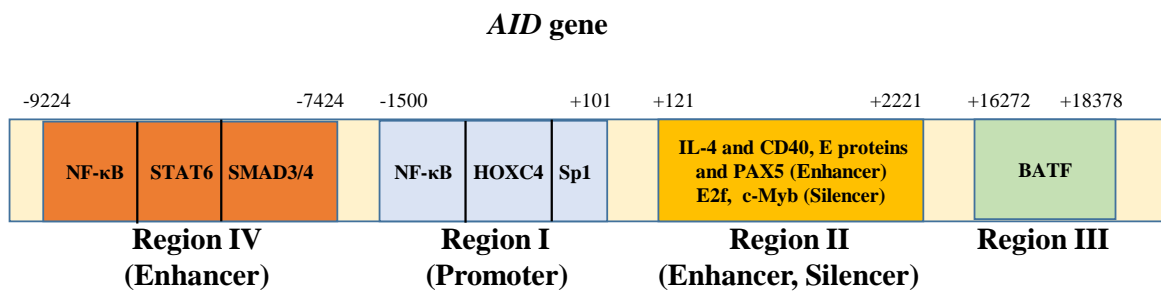 AID gene
-9224 -7424 -1500 +101 +121 +2221 +16272 +18378
NF-κB STAT6 SMAD3/4
NF-κB HOXC4 Sp1
IL-4 and CD40, E proteins
and PAX5 (Enhancer)
E2f, c-Myb (Silencer)
BATF
Region IV
(Enhancer)
Region I
(Promoter)
Region II
(Enhancer, Silencer)
Region III